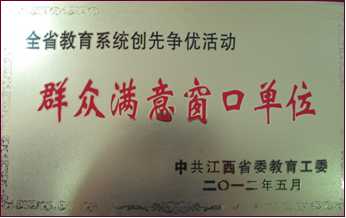 全省教育系统创先争优活动
群众满意窗口单位
中共江西省委教育工委
二〇一二年五月